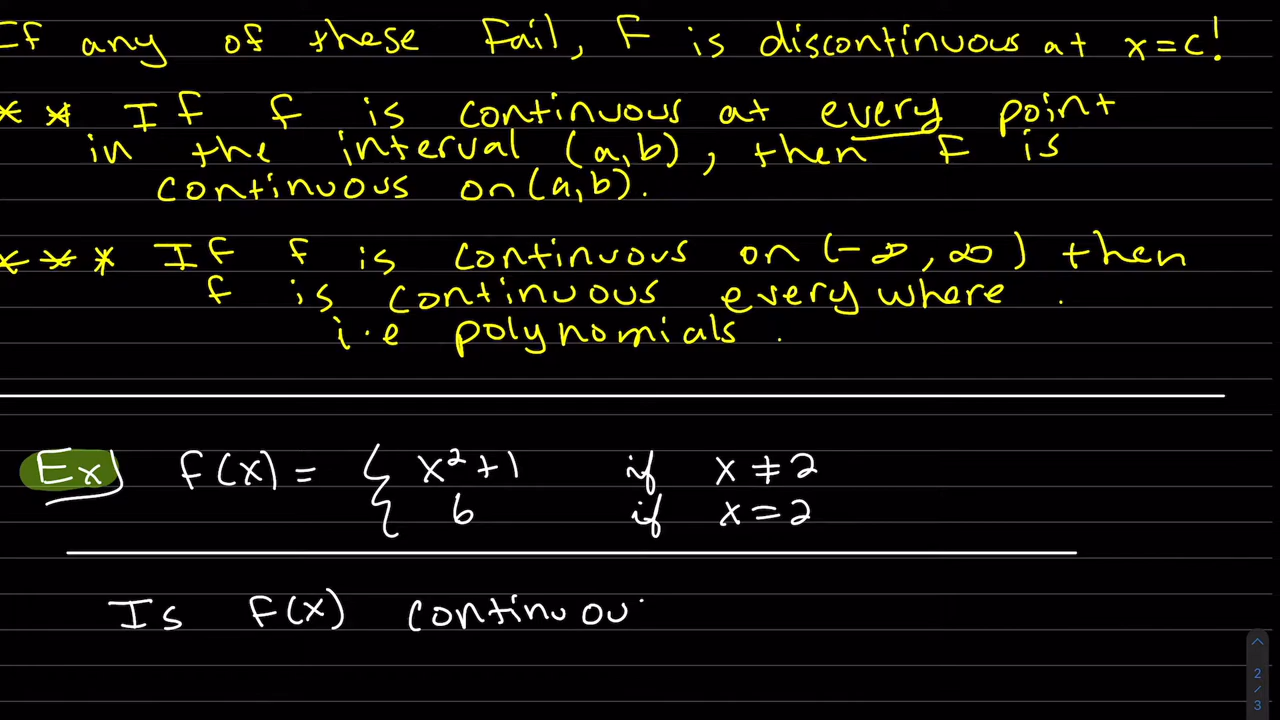 If any of these Fail, F is discontinuous at x=c!
* * If f is continuous at every point
in the interval (a,b), then F is
continuous on (a,b).
* * * If f is continuous on (-∞,∞) then
f is continuous everywhere.
i.e polynomials.
Ex) F(x) = { x²+1 if x≠2
{ 6 if x=2
Is F(x) continuou
2
/
3